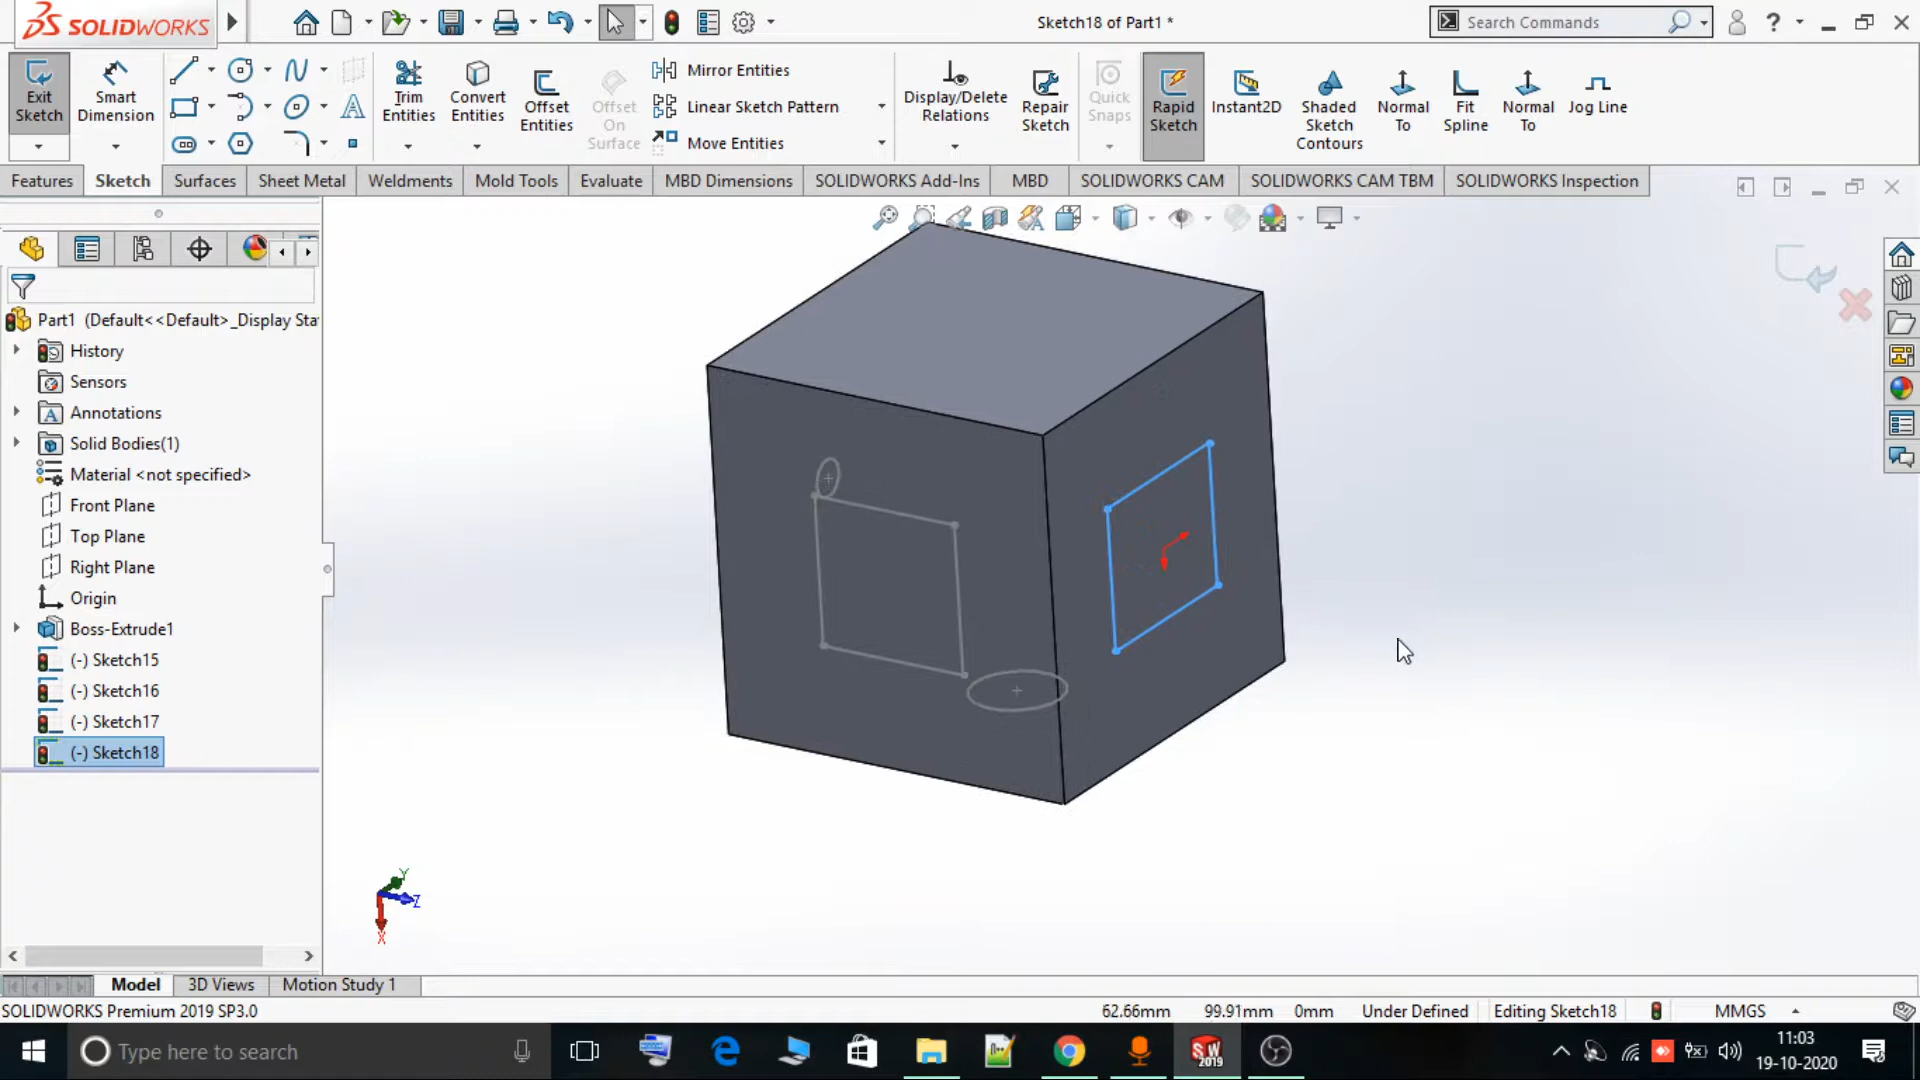 SOLIDWORKS
Sketch18 of Part1 *
Search Commands
Exit Sketch
Smart Dimension
Trim Entities
Convert Entities
Offset Entities
Offset On Surface
Mirror Entities
Linear Sketch Pattern
Move Entities
Display/Delete Relations
Repair Sketch
Quick Snaps
Rapid Sketch
Instant2D
Shaded Sketch Contours
Normal To
Fit Spline
Normal To
Jog Line
Features
Sketch
Surfaces
Sheet Metal
Weldments
Mold Tools
Evaluate
MBD Dimensions
SOLIDWORKS Add-Ins
MBD
SOLIDWORKS CAM
SOLIDWORKS CAM TBM
SOLIDWORKS Inspection
Part1 (Default<<Default>_Display Sta
History
Sensors
Annotations
Solid Bodies(1)
Material <not specified>
Front Plane
Top Plane
Right Plane
Origin
Boss-Extrude1
(-) Sketch15
(-) Sketch16
(-) Sketch17
(-) Sketch18
Y
Z
X
Model
3D Views
Motion Study 1
SOLIDWORKS Premium 2019 SP3.0
62.66mm
99.91mm
0mm
Under Defined
Editing Sketch18
MMGS
Type here to search
SW 2019
11:03
19-10-2020